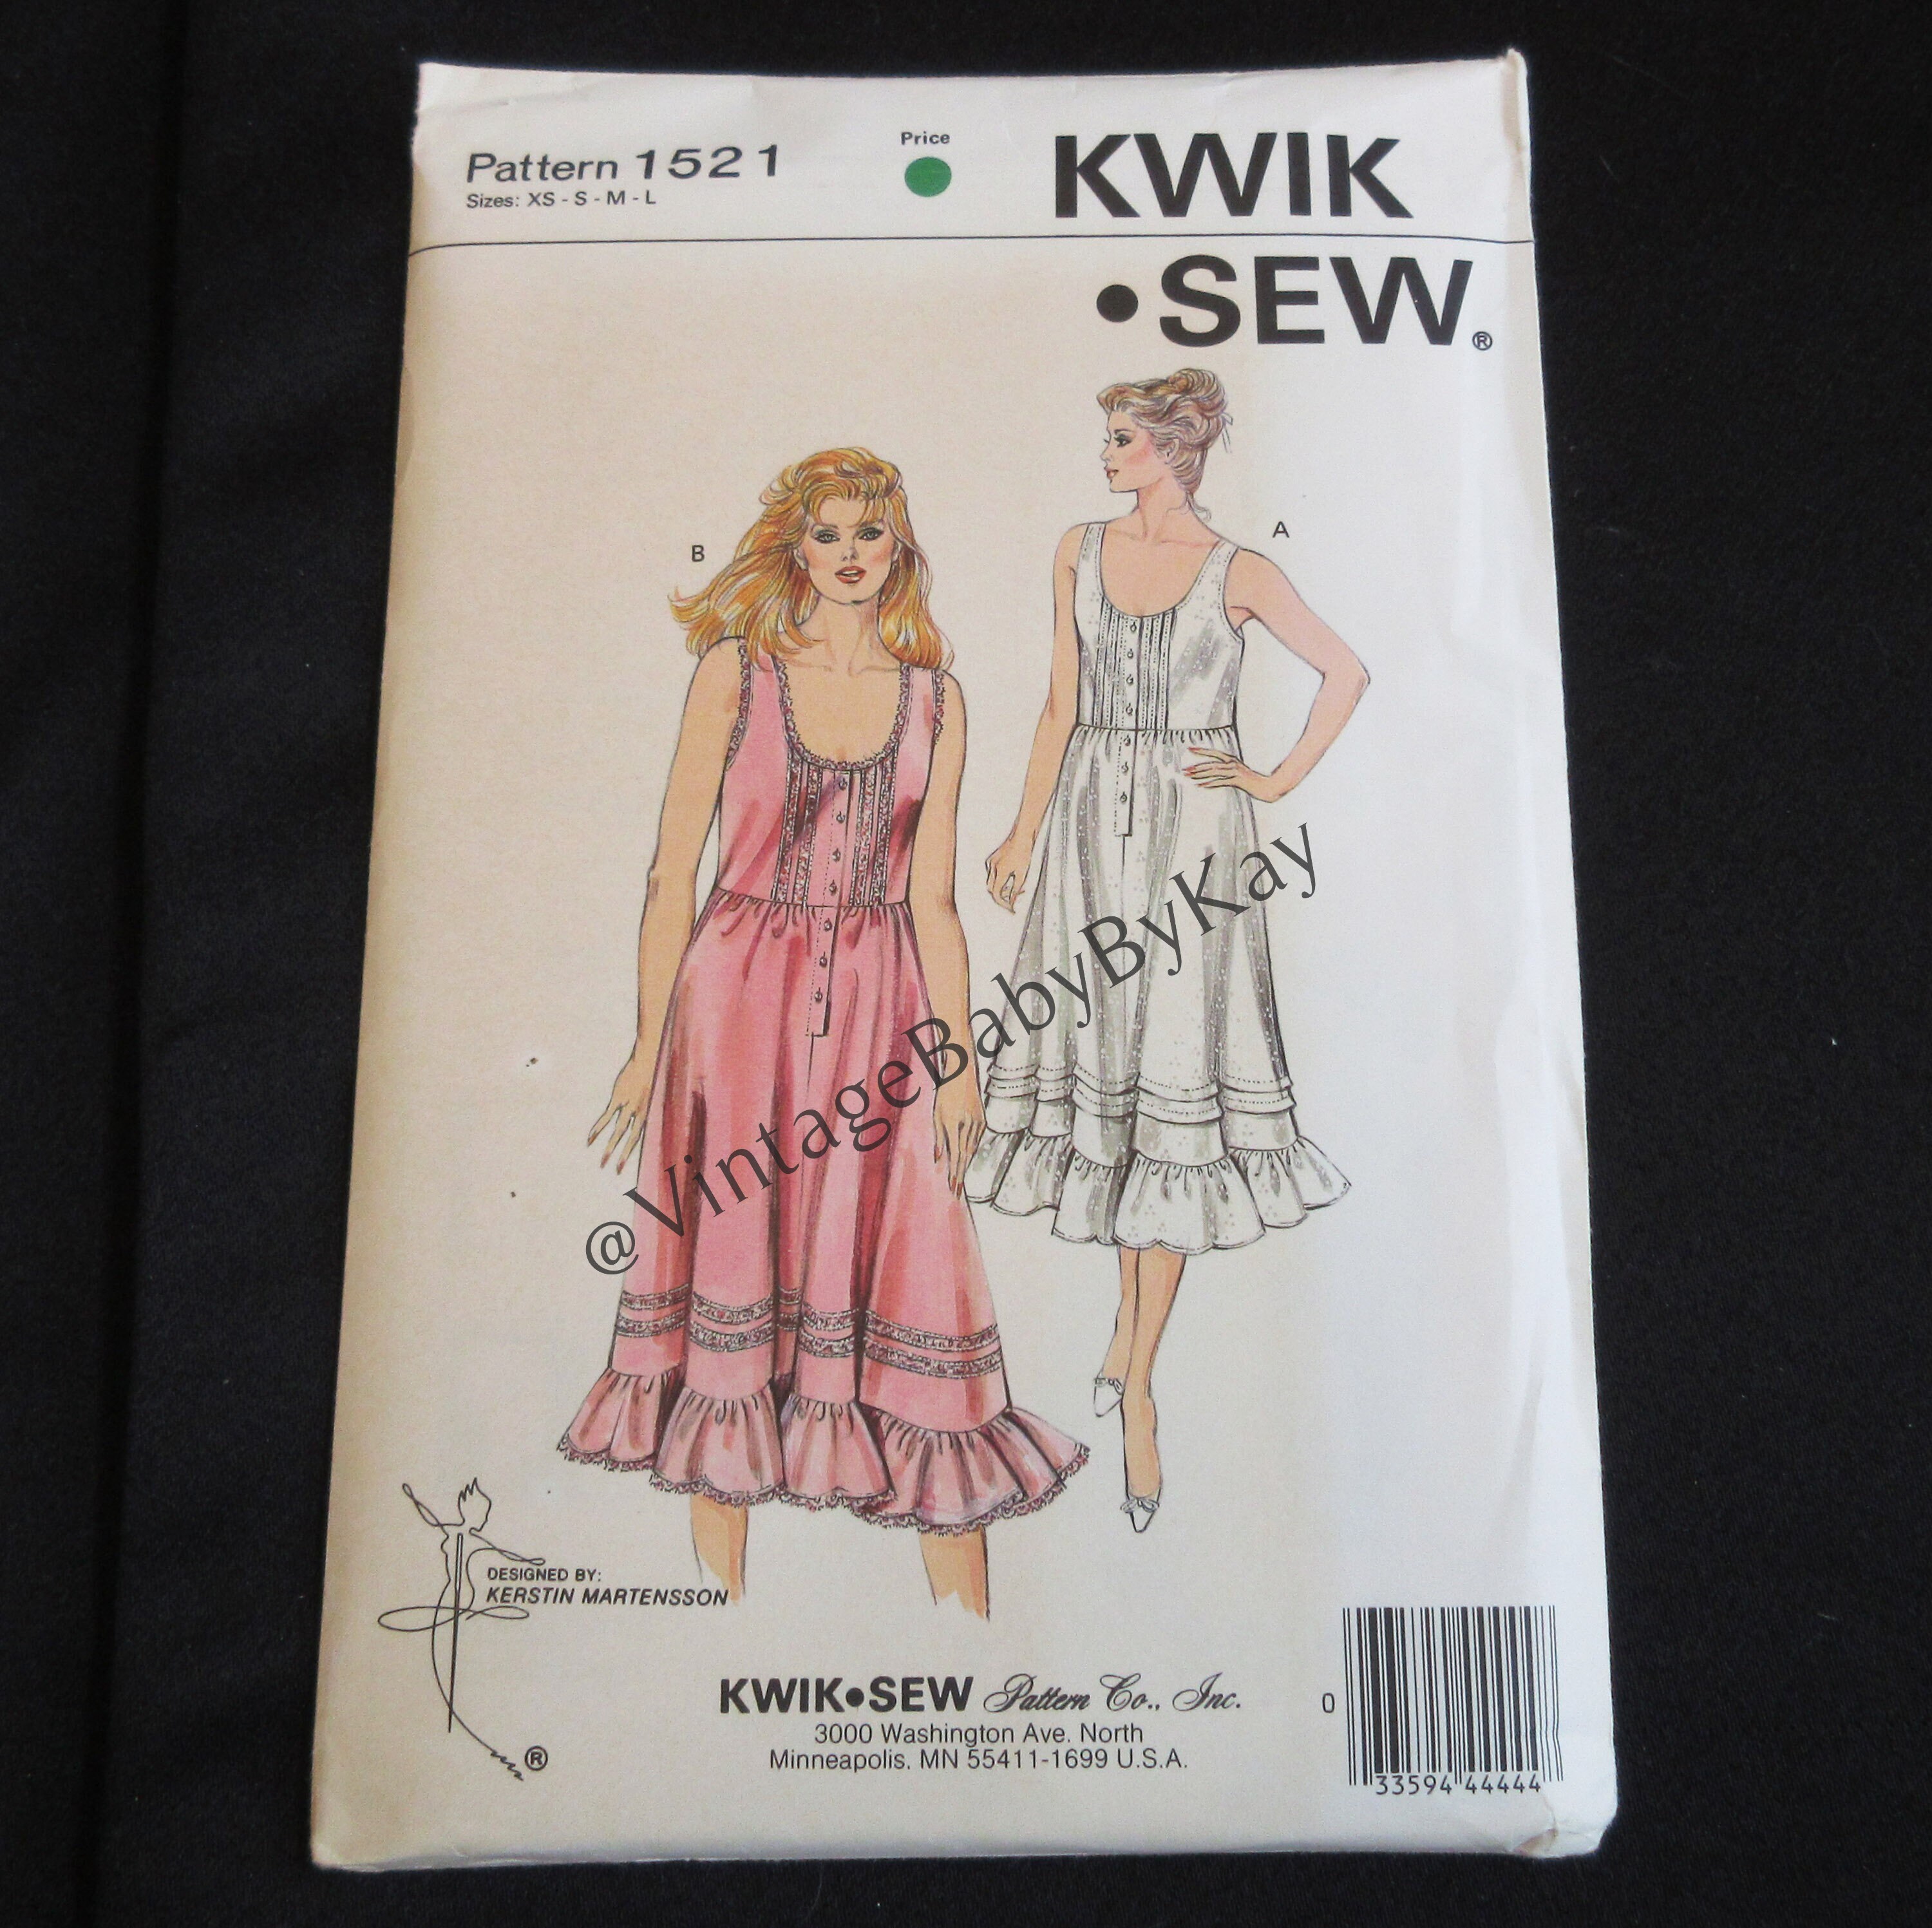 Pattern 1521
Sizes: XS - S - M - L
Price
KWIK
•SEW®
B
A
@VintageBabyByKay
DESIGNED BY:
KERSTIN MARTENSSON
®
KWIK•SEW Pattern Co., Inc.
3000 Washington Ave. North
Minneapolis, MN 55411-1699 U.S.A.
0 33594 44444